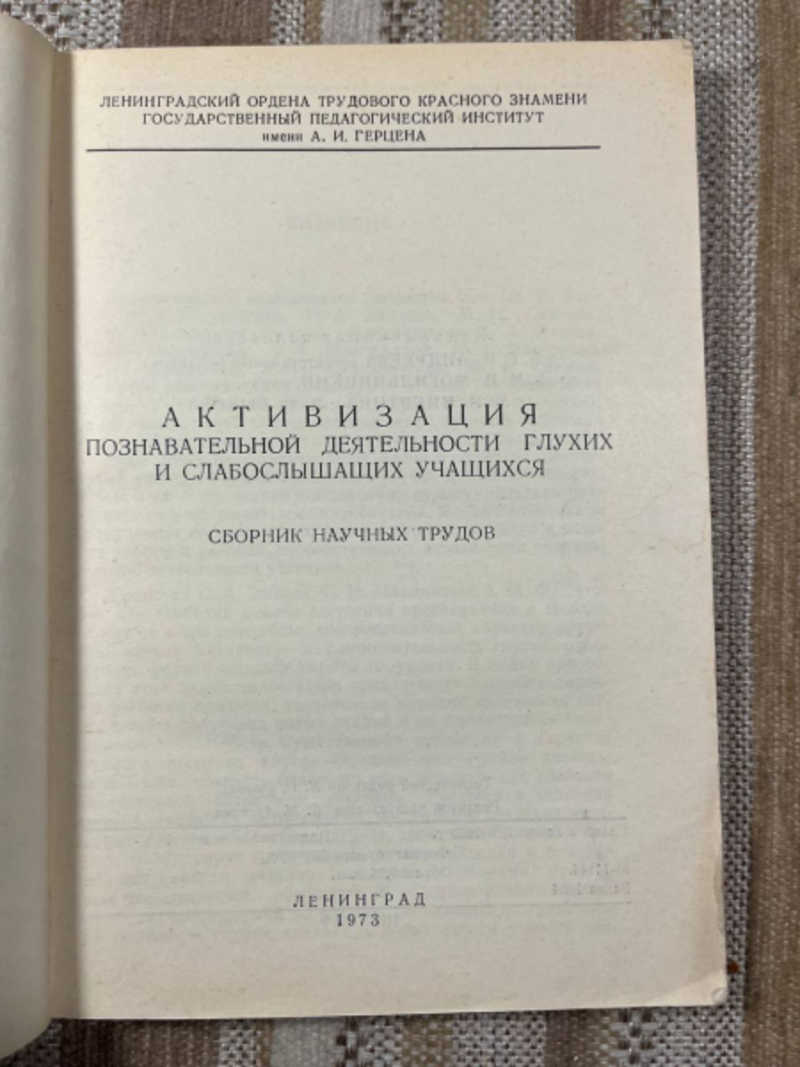 ЛЕНИНГРАДСКИЙ ОРДЕНА ТРУДОВОГО КРАСНОГО ЗНАМЕНИ
ГОСУДАРСТВЕННЫЙ ПЕДАГОГИЧЕСКИЙ ИНСТИТУТ
имени А. И. ГЕРЦЕНА
АКТИВИЗАЦИЯ
ПОЗНАВАТЕЛЬНОЙ ДЕЯТЕЛЬНОСТИ ГЛУХИХ
И СЛАБОСЛЫШАЩИХ УЧАЩИХСЯ
СБОРНИК НАУЧНЫХ ТРУДОВ
ЛЕНИНГРАД
1973